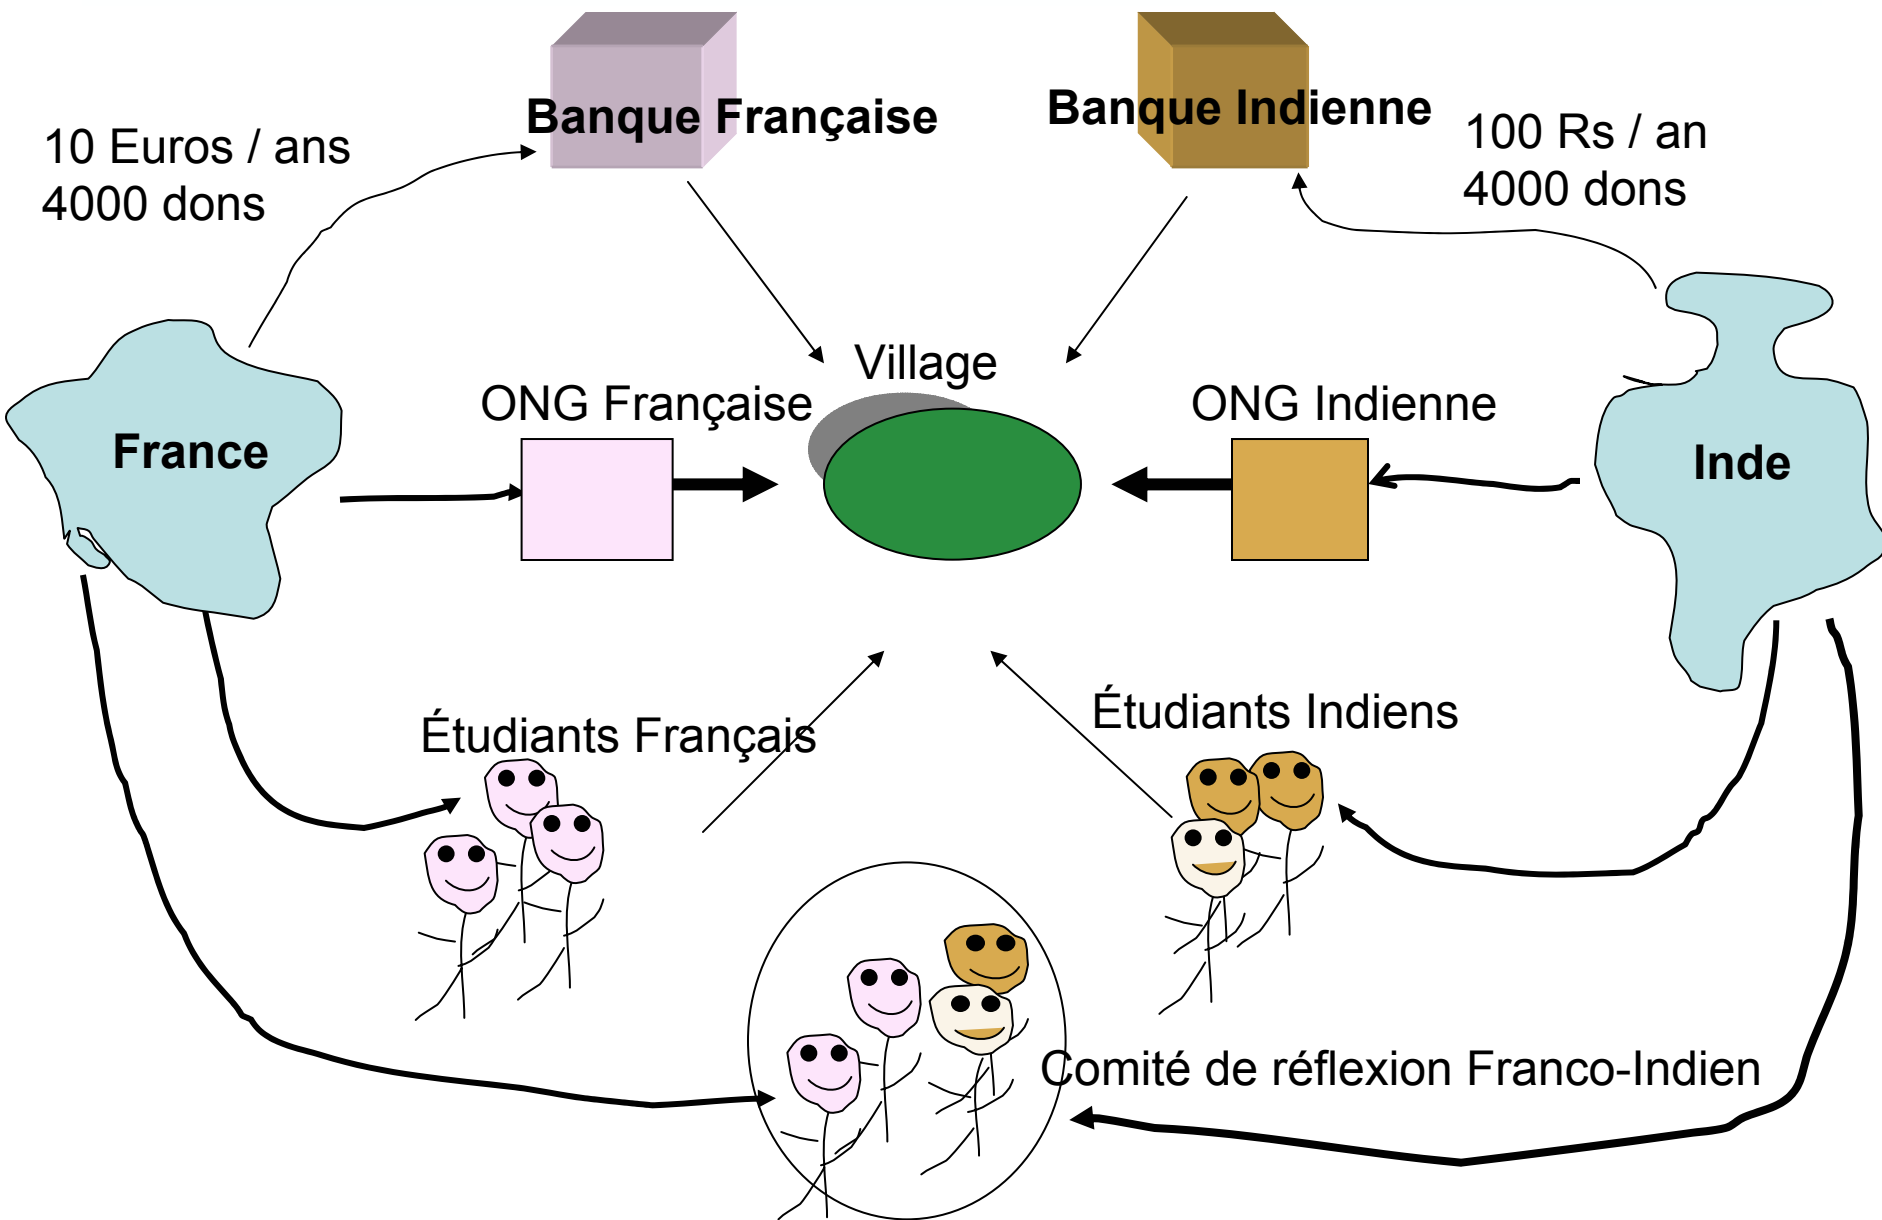 Banque Française
Banque Indienne
10 Euros / ans
4000 dons
100 Rs / an
4000 dons
Village
ONG Française
ONG Indienne
France
Inde
Étudiants Français
Étudiants Indiens
Comité de réflexion Franco-Indien